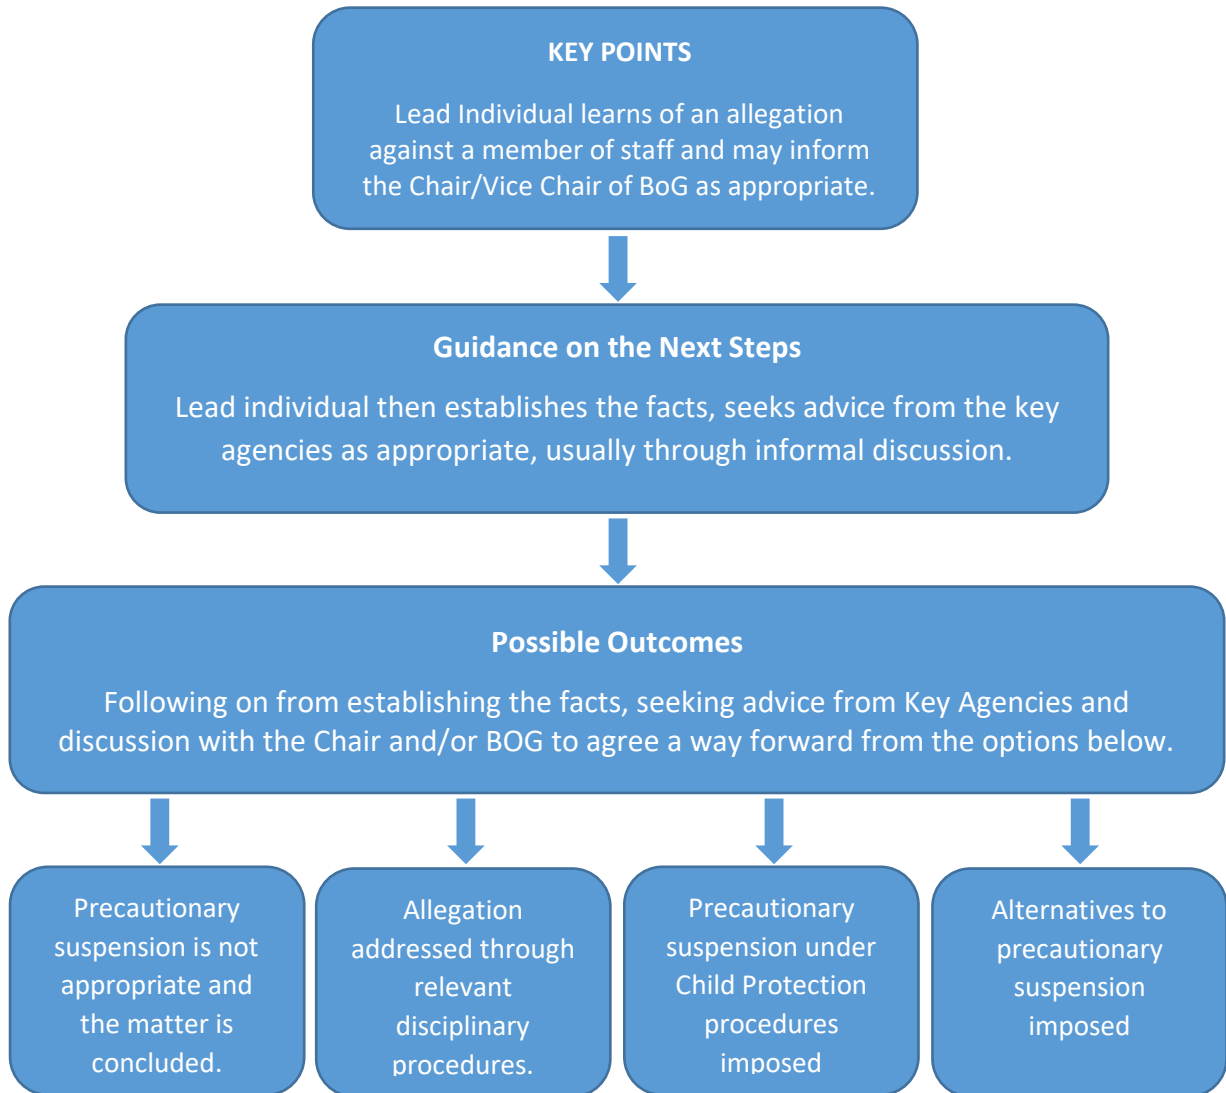 KEY POINTS
Lead Individual learns of an allegation
against a member of staff and may inform
the Chair/Vice Chair of BoG as appropriate.
Guidance on the Next Steps
Lead individual then establishes the facts, seeks advice from the key
agencies as appropriate, usually through informal discussion.
Possible Outcomes
Following on from establishing the facts, seeking advice from Key Agencies and
discussion with the Chair and/or BOG to agree a way forward from the options below.
Precautionary
suspension is not
appropriate and
the matter is
concluded.
Allegation
addressed through
relevant
disciplinary
procedures.
Precautionary
suspension under
Child Protection
procedures
imposed
Alternatives to
precautionary
suspension
imposed